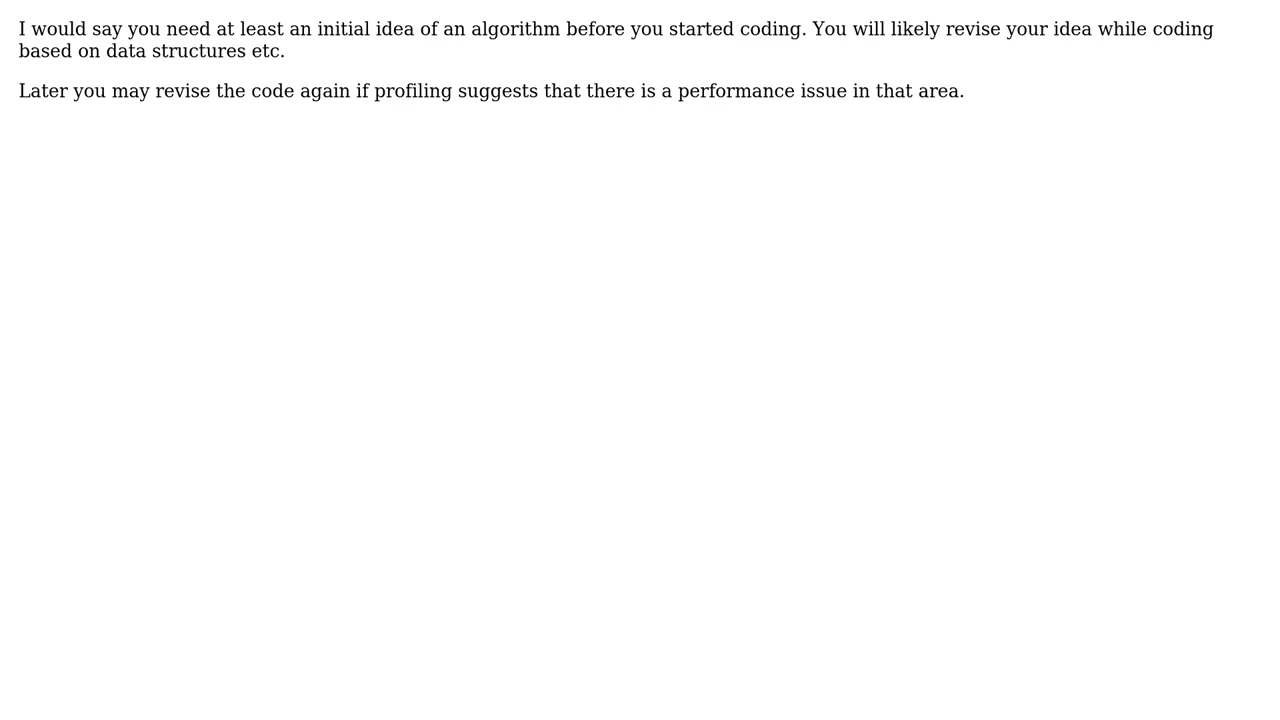 I would say you need at least an initial idea of an algorithm before you started coding. You will likely revise your idea while coding
based on data structures etc.
Later you may revise the code again if profiling suggests that there is a performance issue in that area.